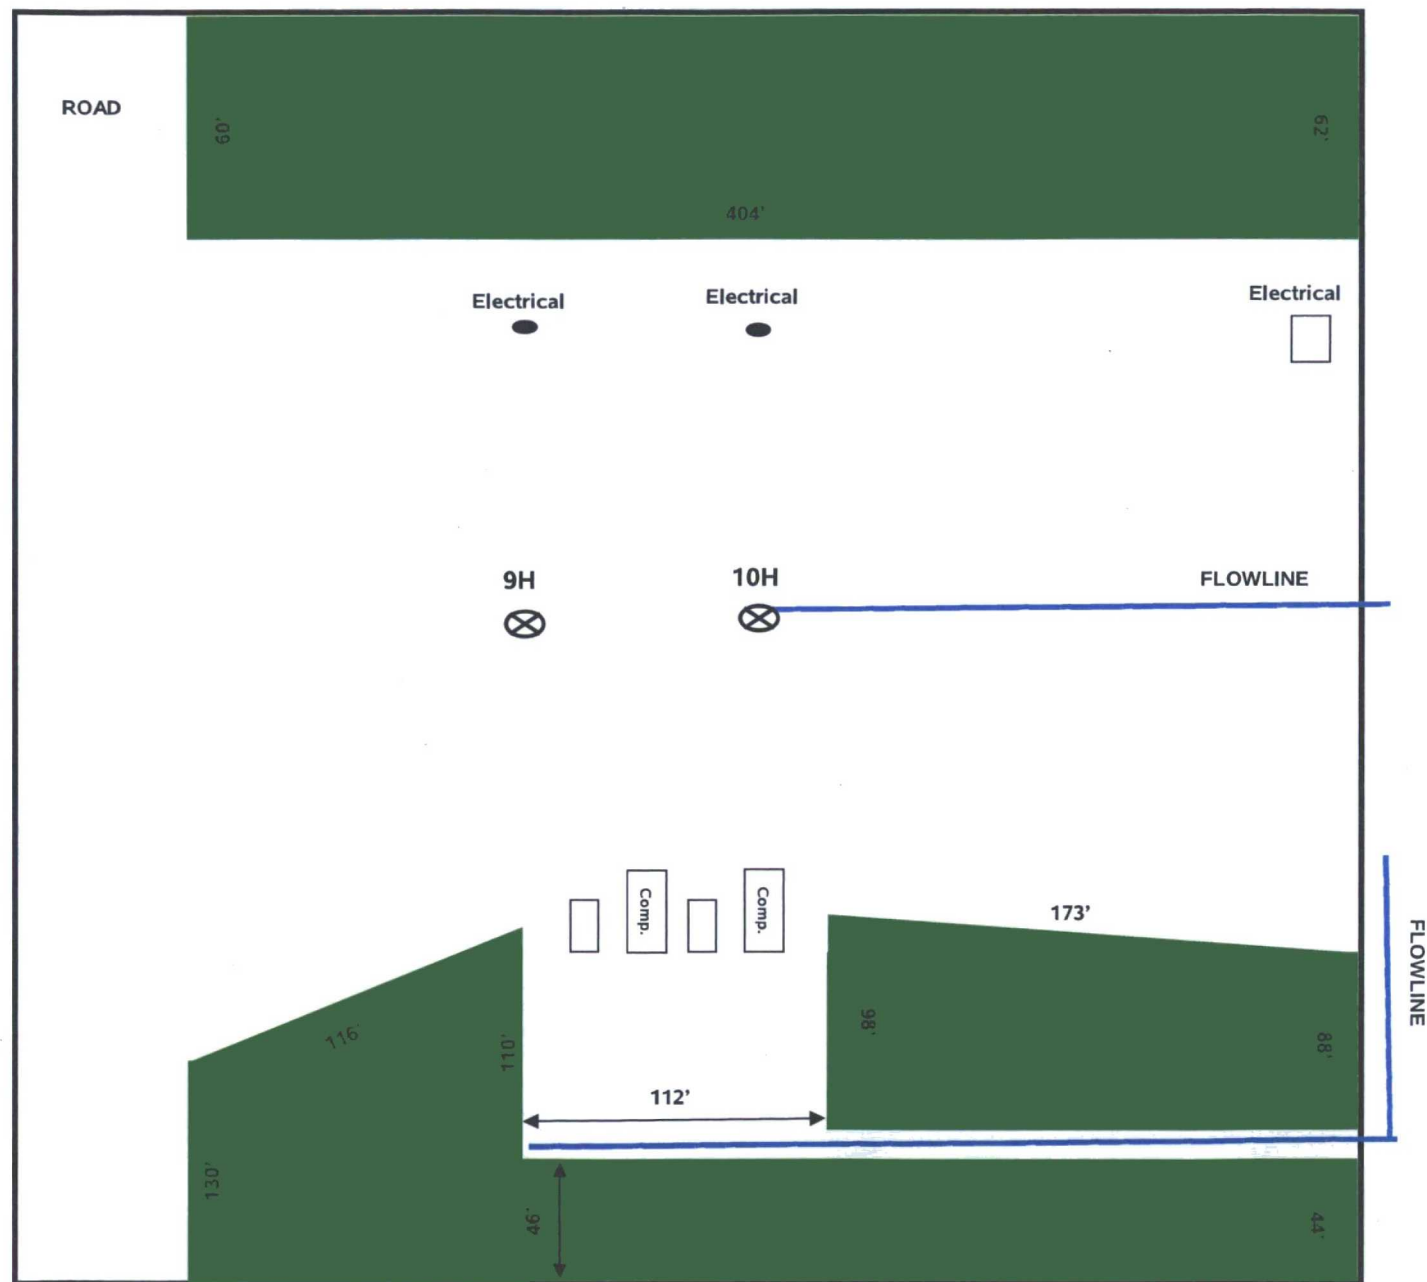 ROAD
60'
62'
404'
Electrical
Electrical
Electrical
9H
10H
FLOWLINE
Comp.
Comp.
173'
FLOWLINE
116'
110'
98'
88'
112'
130'
46'
44'